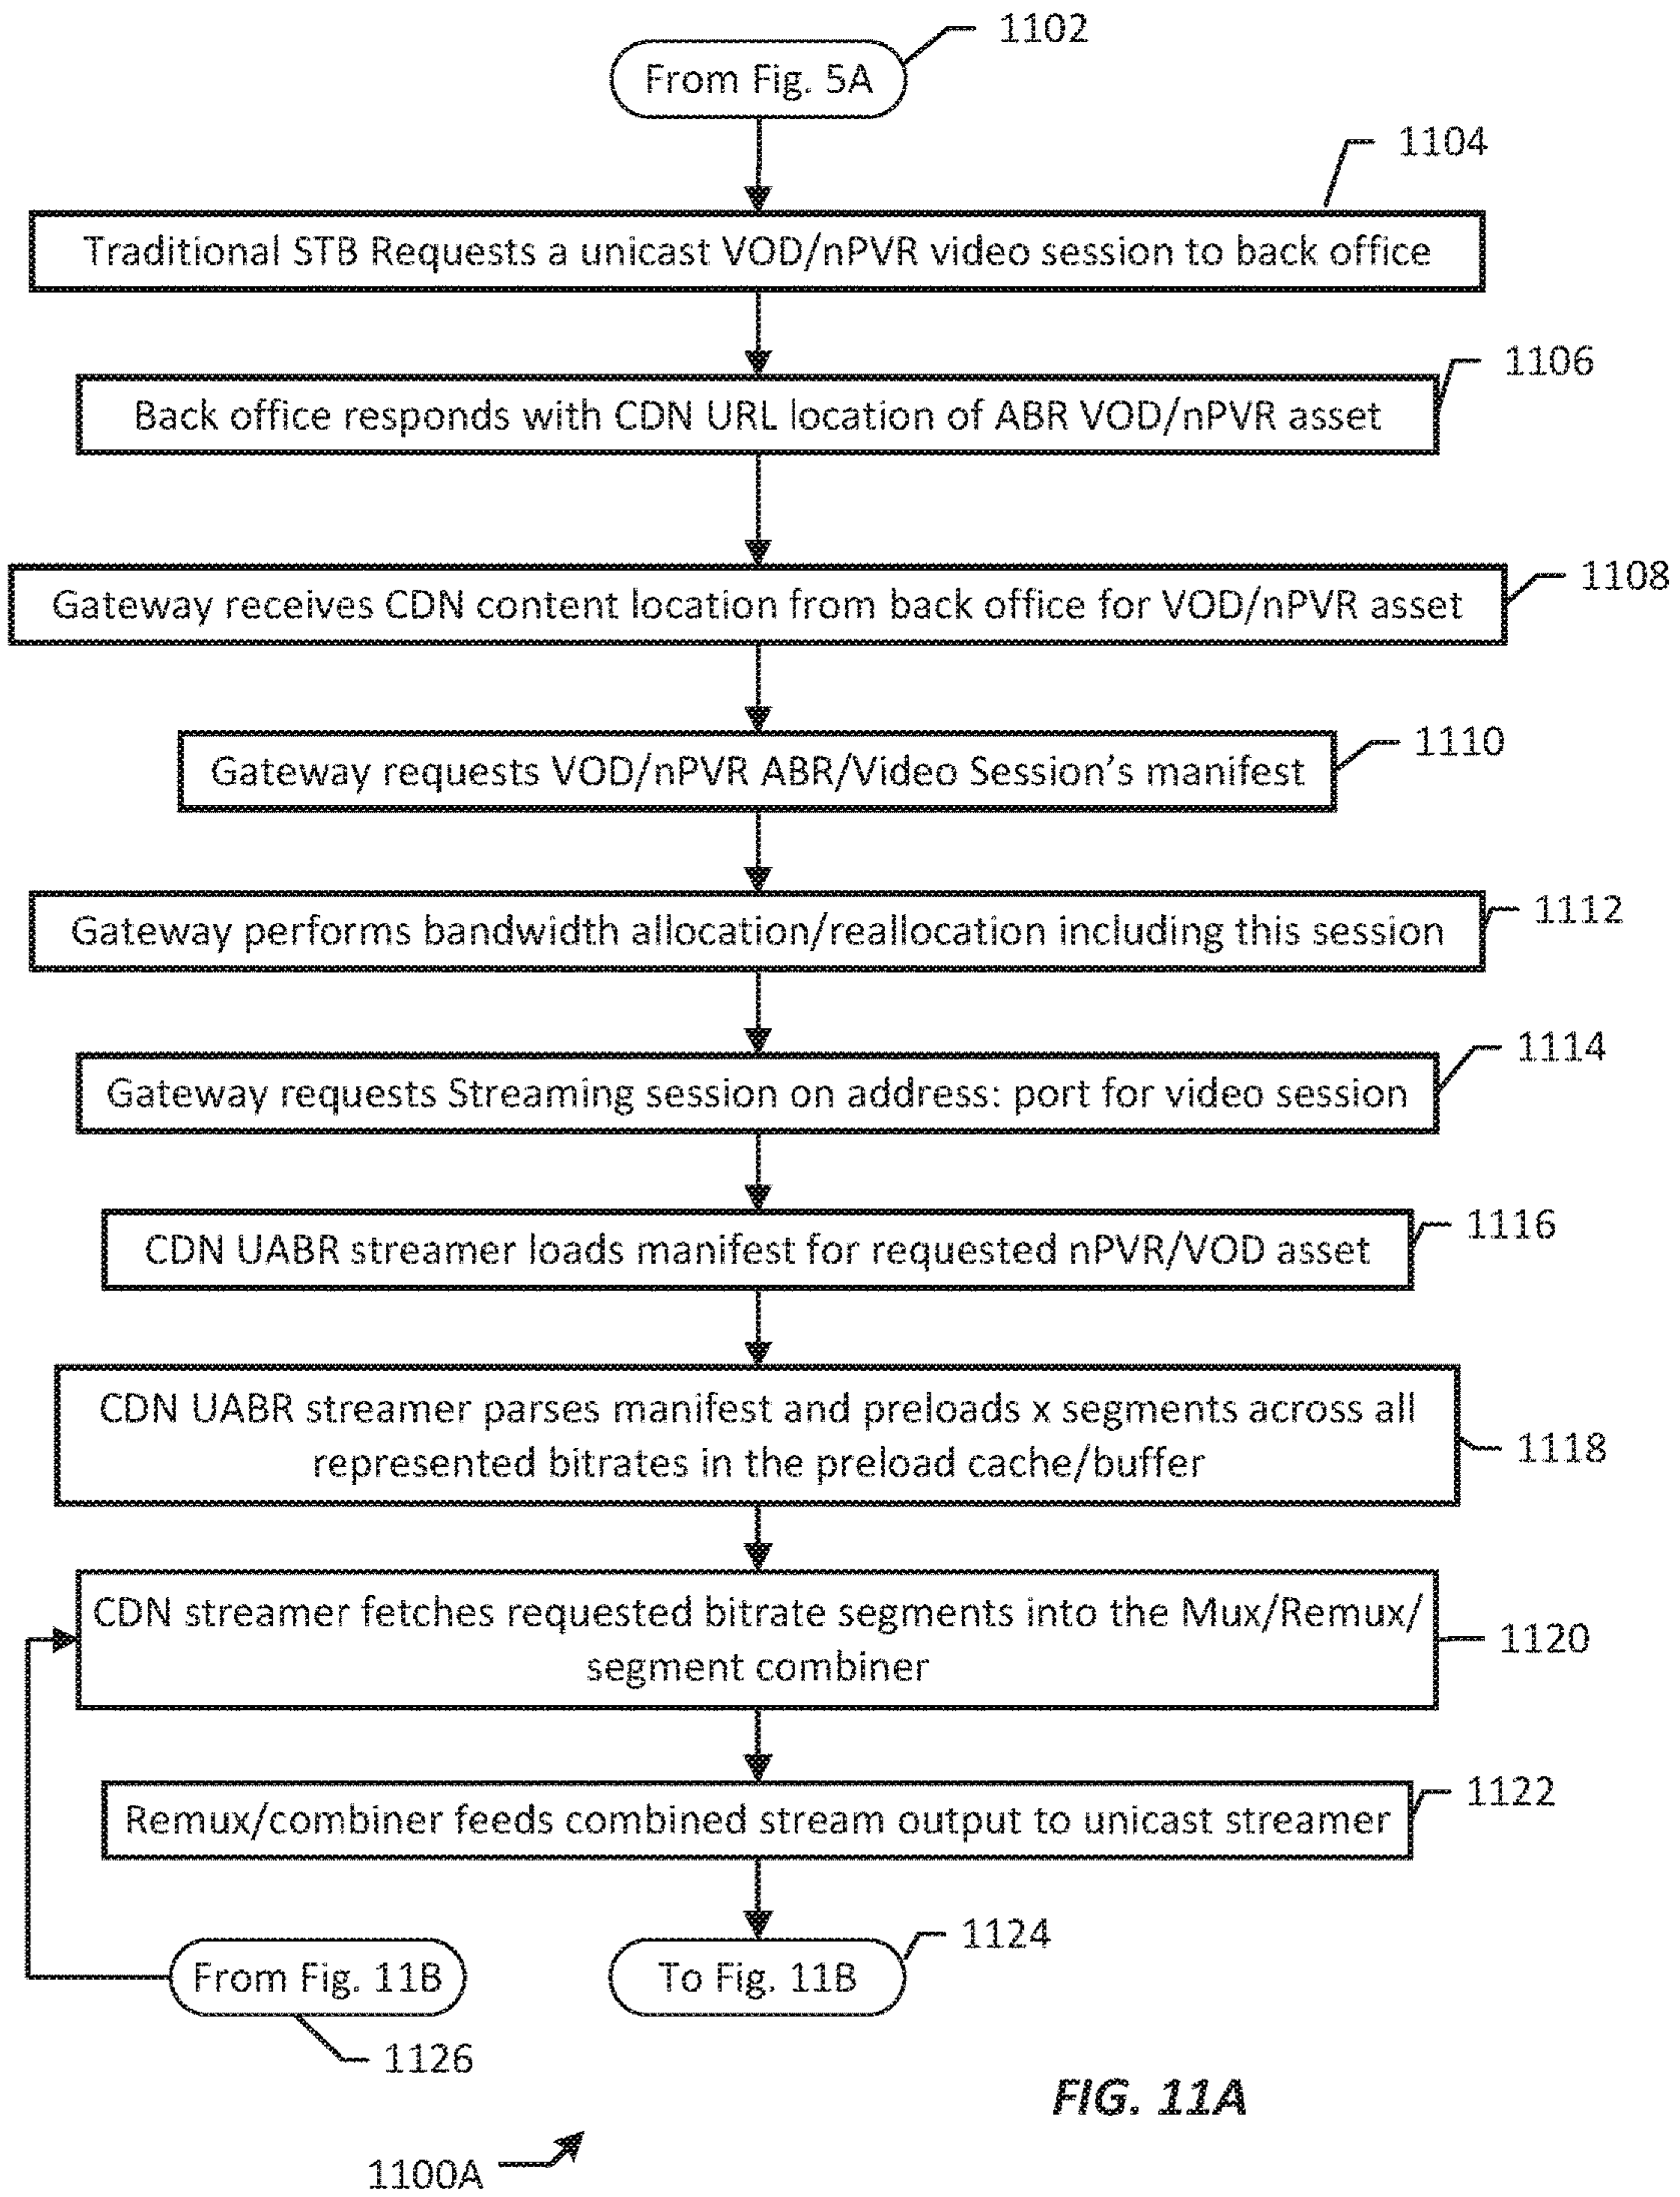 1102
From Fig. 5A
1104
Traditional STB Requests a unicast VOD/nPVR video session to back office
1106
Back office responds with CDN URL location of ABR VOD/nPVR asset
1108
Gateway receives CDN content location from back office for VOD/nPVR asset
1110
Gateway requests VOD/nPVR ABR/Video Session's manifest
1112
Gateway performs bandwidth allocation/reallocation including this session
1114
Gateway requests Streaming session on address: port for video session
1116
CDN UABR streamer loads manifest for requested nPVR/VOD asset
CDN UABR streamer parses manifest and preloads x segments across all
represented bitrates in the preload cache/buffer
1118
CDN streamer fetches requested bitrate segments into the Mux/Remux/
segment combiner
1120
1122
Remux/combiner feeds combined stream output to unicast streamer
1124
From Fig. 11B
To Fig. 11B
1126
FIG. 11A
1100A